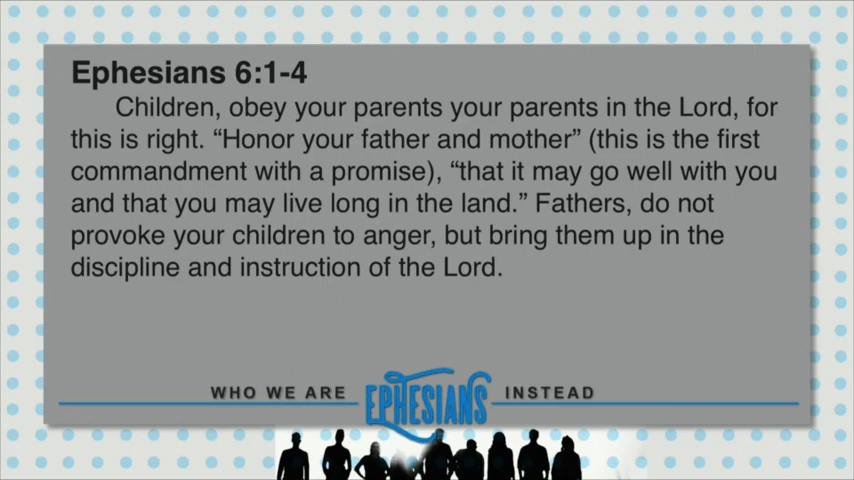 Ephesians 6:1-4
Children, obey your parents your parents in the Lord, for
this is right. “Honor your father and mother” (this is the first
commandment with a promise), “that it may go well with you
and that you may live long in the land.” Fathers, do not
provoke your children to anger, but bring them up in the
discipline and instruction of the Lord.
WHO WE ARE EPHESIANS INSTEAD